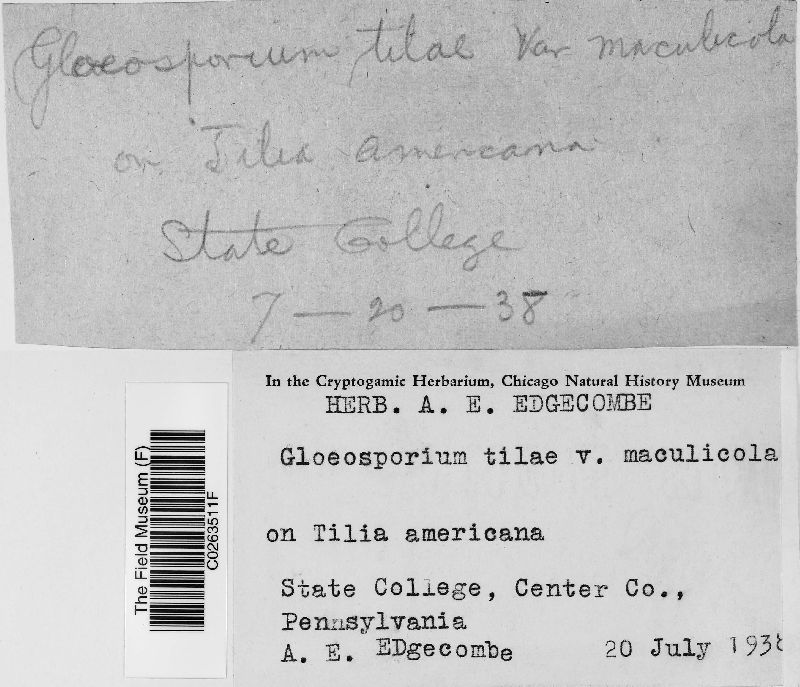 Gloeosporium tilae Var maculicola
on Tilia americana
State College
7 — 20 — 38
In the Cryptogamic Herbarium, Chicago Natural History Museum
HERB. A. E. EDGECOMBE
Gloeosporium tilae v. maculicola
on Tilia americana
State College, Center Co.,
Pennsylvania
A. E. EDgecombe 20 July 1938
The Field Museum (F)
C0263511F